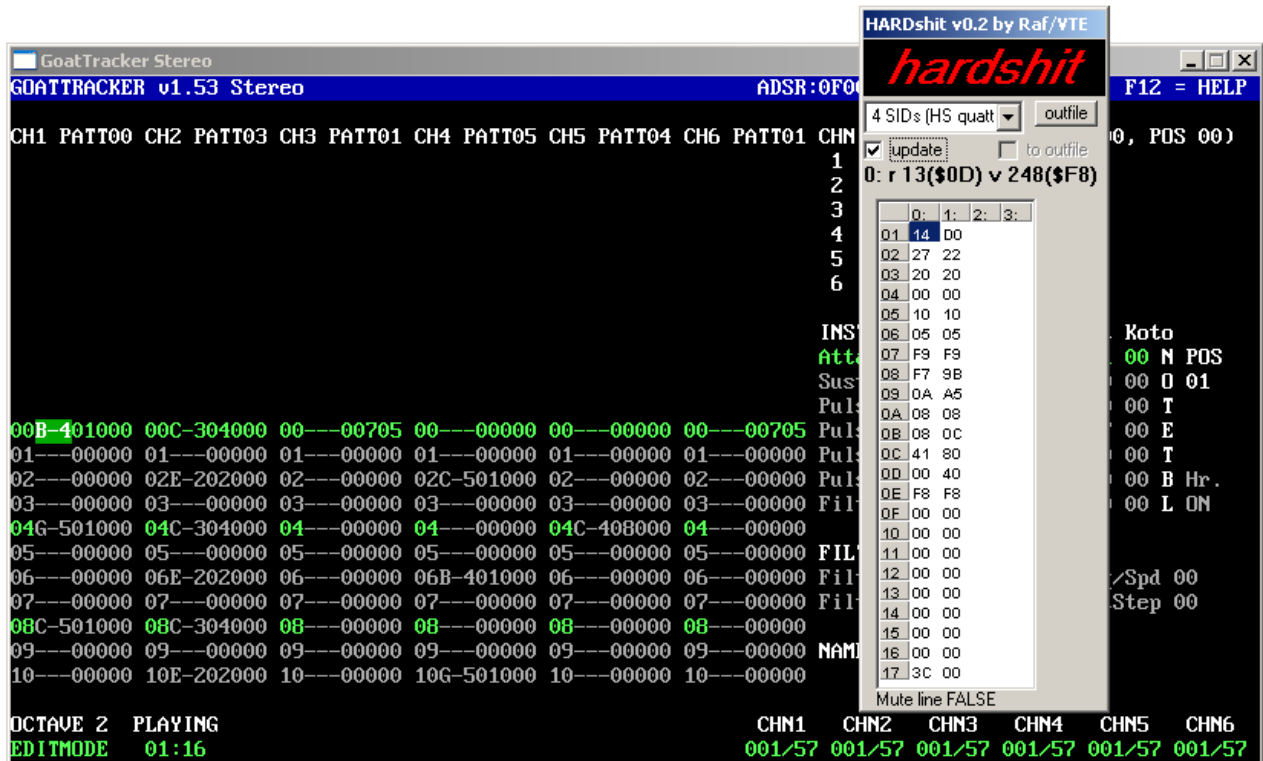 HARDshit v0.2 by Raf/VTE
hardshit
4 SIDs (HS quatt
outfile
update
to outfile
0: r 13($0D) v 248($F8)
0: 1: 2: 3:
01 14 D0
02 27 22
03 20 20
04 00 00
05 10 10
06 05 05
07 F9 F9
08 F7 9B
09 0A A5
0A 08 08
0B 08 0C
0C 41 80
0D 00 40
0E F8 F8
0F 00 00
10 00 00
11 00 00
12 00 00
13 00 00
14 00 00
15 00 00
16 00 00
17 3C 00
Mute line FALSE
GoatTracker Stereo
GOATTRACKER v1.53 Stereo ADSR:0F00 F12 = HELP
CH1 PATT00 CH2 PATT03 CH3 PATT01 CH4 PATT05 CH5 PATT04 CH6 PATT01 CHN 0, POS 00)
1
2
3
4
5
6
INS Koto
Atta 00 N POS
Sus 00 O 01
Puls 00 T
00B-401000 00C-304000 00---00705 00---00000 00---00000 00---00705 Puls 00 E
01---00000 01---00000 01---00000 01---00000 01---00000 01---00000 Puls 00 T
02---00000 02E-202000 02---00000 02C-501000 02---00000 02---00000 Puls 00 B Hr.
03---00000 03---00000 03---00000 03---00000 03---00000 03---00000 Fil 00 L ON
04G-501000 04C-304000 04---00000 04---00000 04C-408000 04---00000
05---00000 05---00000 05---00000 05---00000 05---00000 05---00000 FIL
06---00000 06E-202000 06---00000 06B-401000 06---00000 06---00000 Fil /Spd 00
07---00000 07---00000 07---00000 07---00000 07---00000 07---00000 Fil Step 00
08C-501000 08C-304000 08---00000 08---00000 08---00000 08---00000
09---00000 09---00000 09---00000 09---00000 09---00000 09---00000 NAM
10---00000 10E-202000 10---00000 10G-501000 10---00000 10---00000
OCTAVE 2 PLAYING CHN1 CHN2 CHN3 CHN4 CHN5 CHN6
EDITMODE 01:16 001/57 001/57 001/57 001/57 001/57 001/57